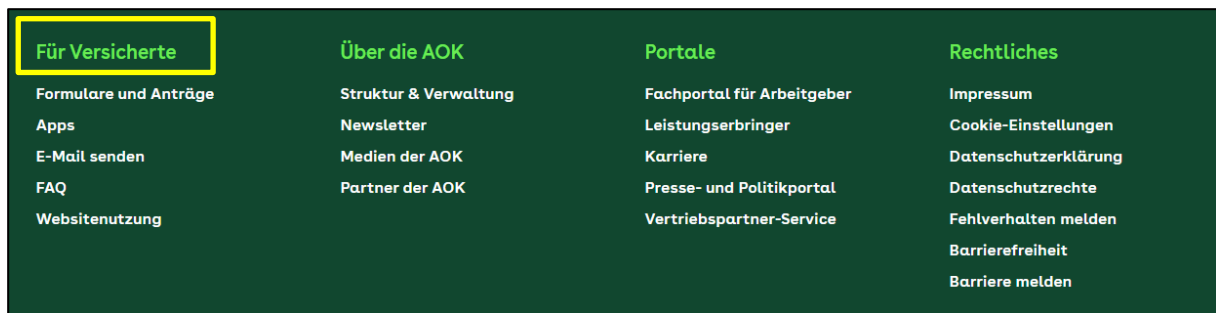 Für Versicherte
Formulare und Anträge
Apps
E-Mail senden
FAQ
Websitenutzung
Über die AOK
Struktur & Verwaltung
Newsletter
Medien der AOK
Partner der AOK
Portale
Fachportal für Arbeitgeber
Leistungserbringer
Karriere
Presse- und Politikportal
Vertriebspartner-Service
Rechtliches
Impressum
Cookie-Einstellungen
Datenschutzerklärung
Datenschutzrechte
Fehlverhalten melden
Barrierefreiheit
Barriere melden